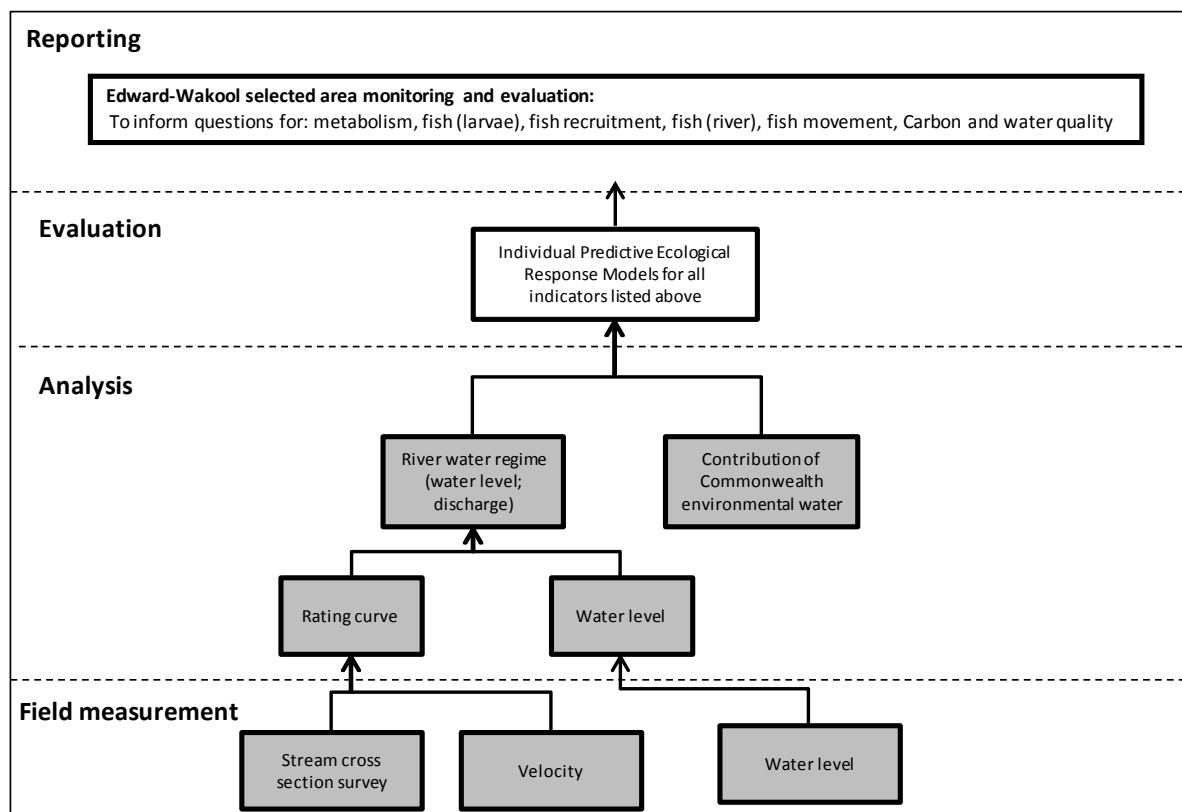 Reporting
Edward-Wakool selected area monitoring and evaluation:
To inform questions for: metabolism, fish (larvae), fish recruitment, fish (river), fish movement, Carbon and water quality
Evaluation
Individual Predictive Ecological
Response Models for all
indicators listed above
Analysis
River water regime
(water level;
discharge)
Contribution of
Commonwealth
environmental water
Rating curve
Water level
Field measurement
Stream cross
section survey
Velocity
Water level